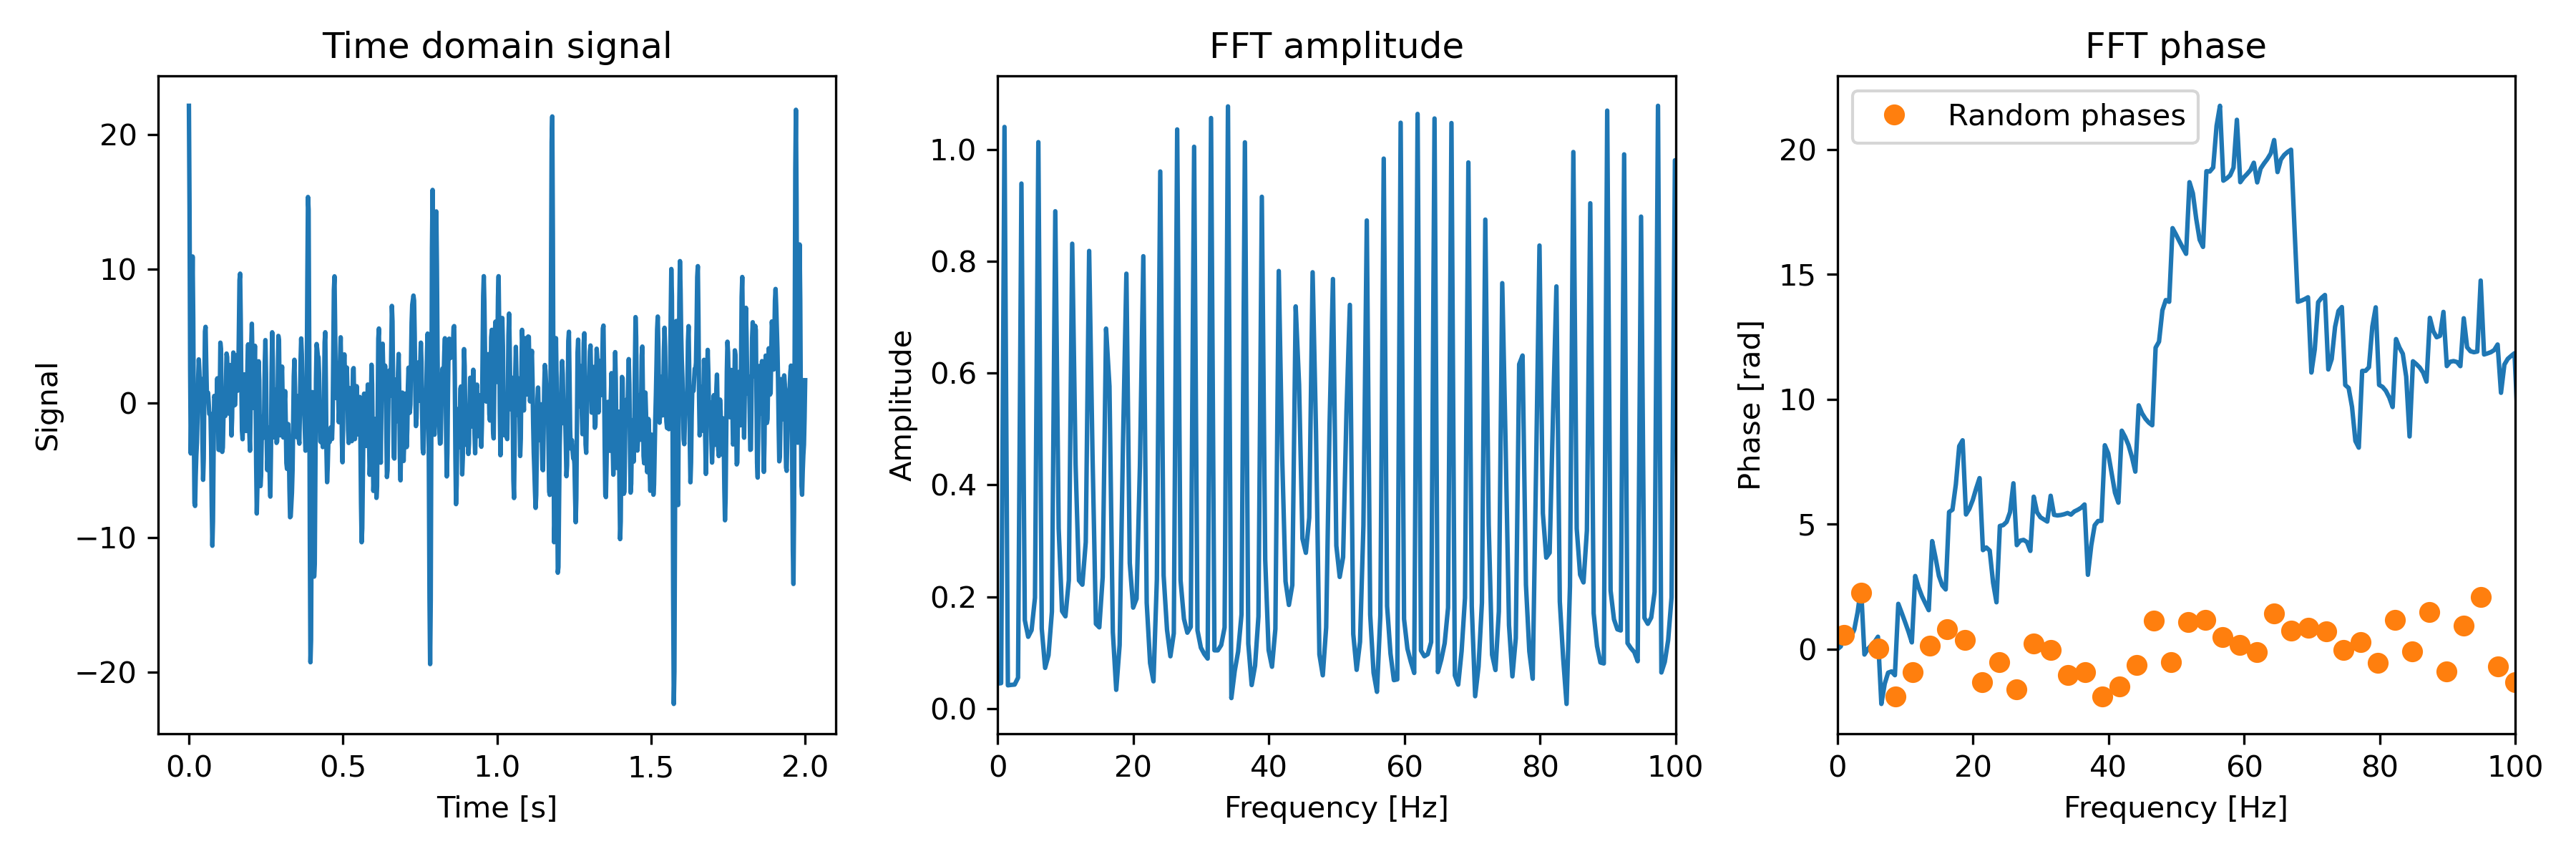 Time domain signal
Signal
20
10
0
−10
−20
0.0 0.5 1.0 1.5 2.0
Time [s]
FFT amplitude
Amplitude
1.0
0.8
0.6
0.4
0.2
0.0
0 20 40 60 80 100
Frequency [Hz]
FFT phase
Random phases
Phase [rad]
20
15
10
5
0
0 20 40 60 80 100
Frequency [Hz]